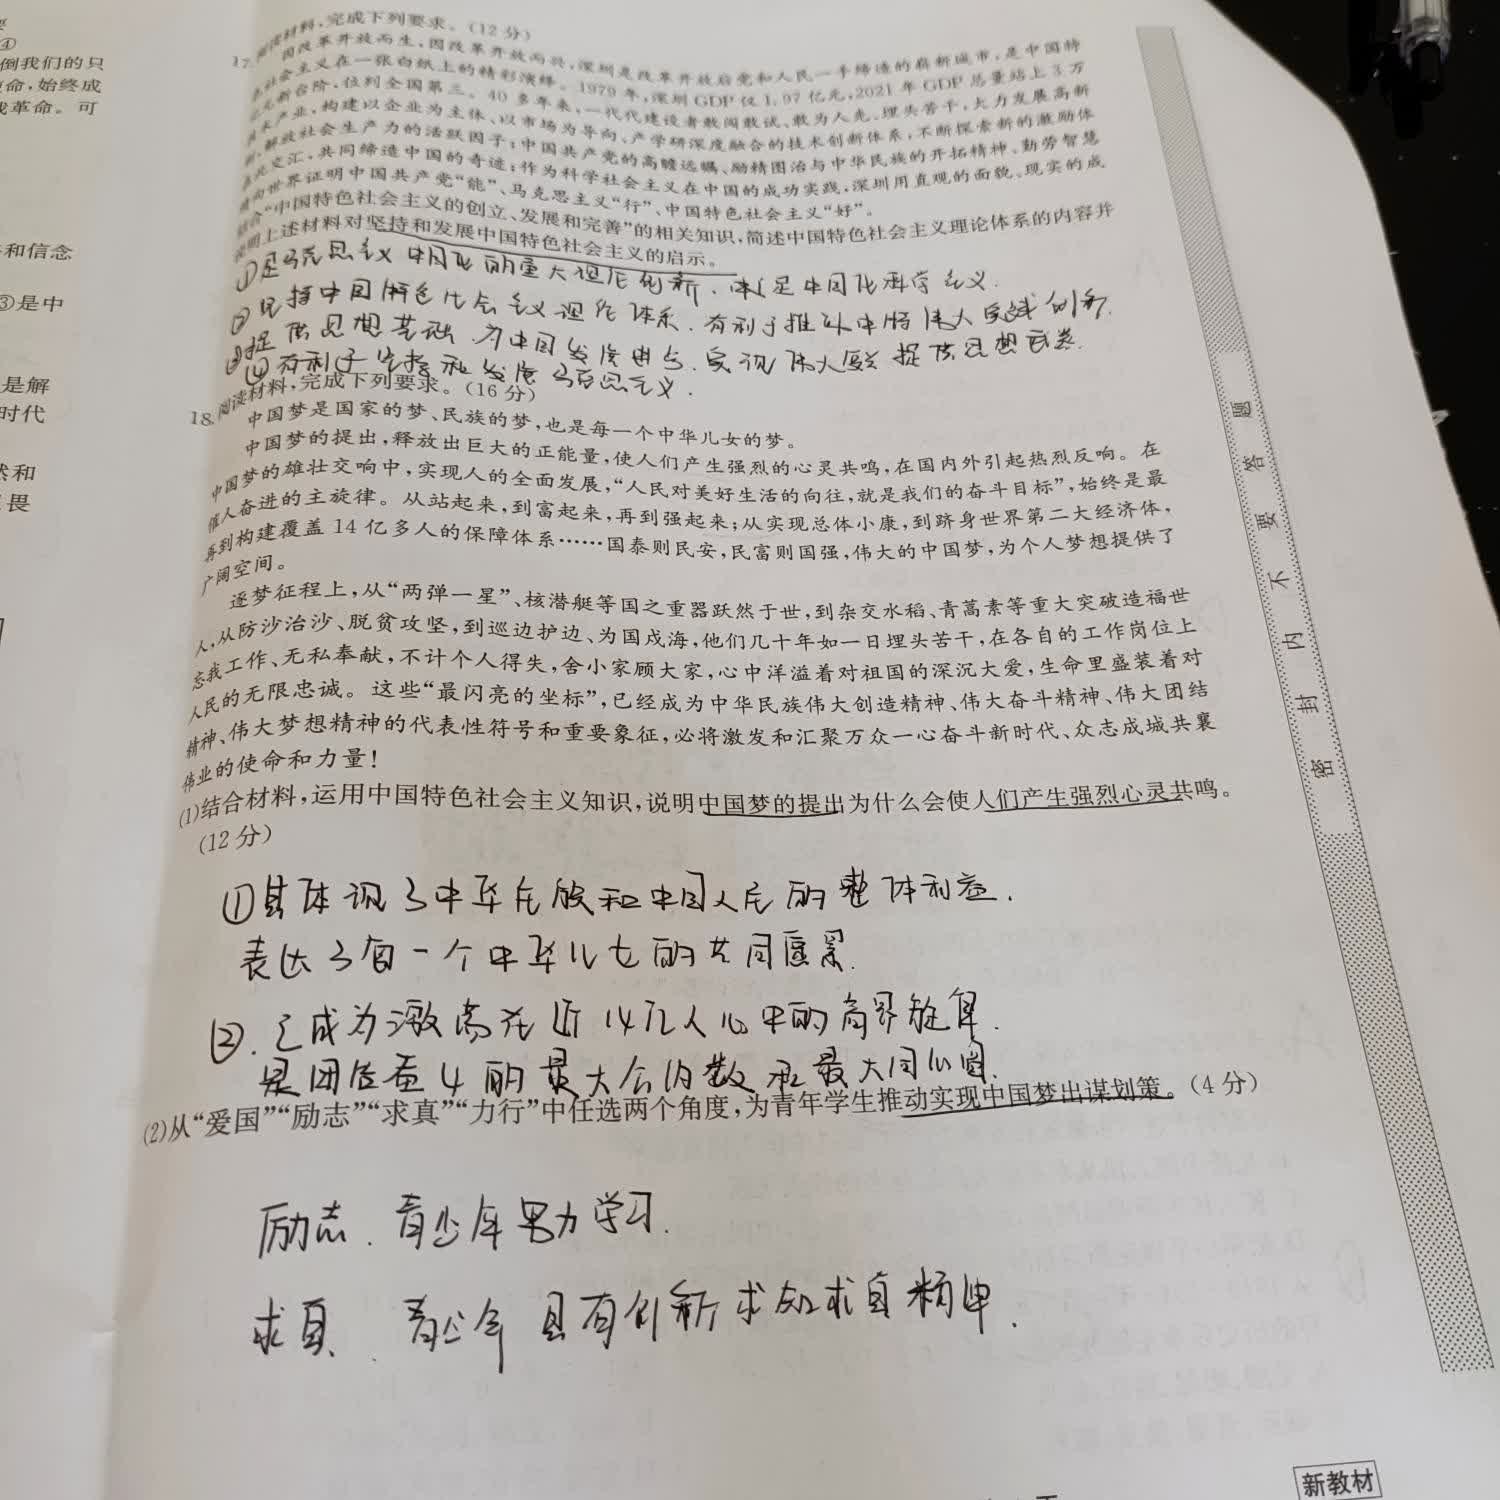 ④
倒我们的只
命，始终成
革命。可
和信念
③是中
是解
时代
然和
畏
17.阅读材料，完成下列要求。（12分）
因改革开放而生，因改革开放而兴，深圳是改革开放后党和人民一手缔造的崭新城市，是中国特
色社会主义在一张白纸上的精彩演绎。1979年，深圳GDP仅1.97亿元，2021年GDP总量站上3万
亿元新台阶，位列全国第三。40多年来，一代代建设者敢闯敢试、敢为人先、埋头苦干，大力发展高新
技术产业，构建以企业为主体、以市场为导向、产学研深度融合的技术创新体系，不断探索新的激励体
解放社会生产力的活跃因子；中国共产党的高瞻远瞩、励精图治与中华民族的开拓精神、勤劳智慧
在此交汇，共同缔造中国的奇迹；作为科学社会主义在中国的成功实践，深圳用直观的面貌、现实的成
向世界证明中国共产党“能”、马克思主义“行”、中国特色社会主义“好”。
结合“中国特色社会主义的创立、发展和完善”的相关知识，简述中国特色社会主义理论体系的内容并
说明上述材料对坚持和发展中国特色社会主义的启示。
①是马克思主义中国化的重大理论创新.体是中国化科学主义.
②坚持中国特色社会主义理论体系.有利于推动中特伟大实践创新.
③提供思想基础.为中国发展进步.实现伟大复兴提供思想武器.
④有利于坚持和发展马克思主义.
18.阅读材料，完成下列要求。（16分）
中国梦是国家的梦、民族的梦，也是每一个中华儿女的梦。
中国梦的提出，释放出巨大的正能量，使人们产生强烈的心灵共鸣，在国内外引起热烈反响。在
中国梦的雄壮交响中，实现人的全面发展，“人民对美好生活的向往，就是我们的奋斗目标”，始终是最
催人奋进的主旋律。从站起来，到富起来，再到强起来；从实现总体小康，到跻身世界第二大经济体，
再到构建覆盖14亿多人的保障体系……国泰则民安，民富则国强，伟大的中国梦，为个人梦想提供了
广阔空间。
逐梦征程上，从“两弹一星”、核潜艇等国之重器跃然于世，到杂交水稻、青蒿素等重大突破造福世
人，从防沙治沙、脱贫攻坚，到巡边护边、为国戍海，他们几十年如一日埋头苦干，在各自的工作岗位上
忘我工作、无私奉献，不计个人得失，舍小家顾大家，心中洋溢着对祖国的深沉大爱，生命里盛装着对
人民的无限忠诚。这些“最闪亮的坐标”，已经成为中华民族伟大创造精神、伟大奋斗精神、伟大团结
精神、伟大梦想精神的代表性符号和重要象征，必将激发和汇聚万众一心奋斗新时代、众志成城共襄
伟业的使命和力量！
(1)结合材料，运用中国特色社会主义知识，说明中国梦的提出为什么会使人们产生强烈心灵共鸣。
（12分）
①其体现了中华民族和中国人民的整体利益.
表达了每一个中华儿女的共同愿景.
②.已成为激荡在近14亿人心中的高昂旋律.
是团结奋斗的最大公约数和最大同心圆.
(2)从“爱国”“励志”“求真”“力行”中任选两个角度，为青年学生推动实现中国梦出谋划策。（4分）
励志.青少年努力学习.
求真.青少年具有创新求知求真精神.
密 封 内 不 要 答 题
新教材